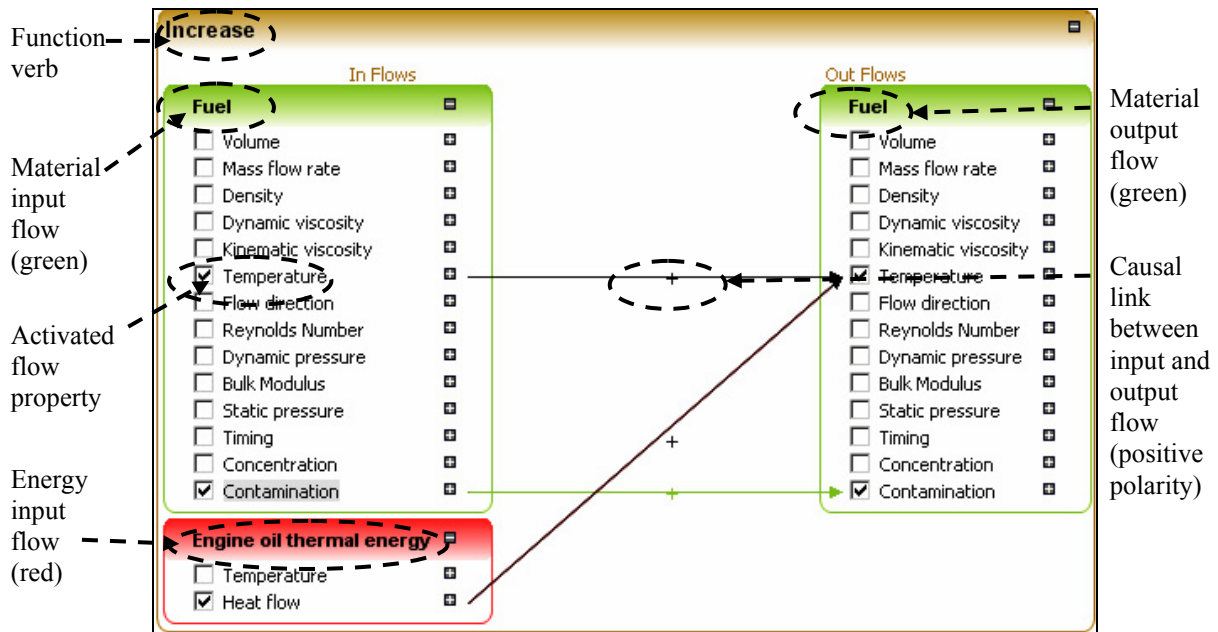 Function
verb
Material
input
flow
(green)
Activated
flow
property
Energy
input
flow
(red)
Increase
In Flows
Out Flows
Fuel
Volume
Mass flow rate
Density
Dynamic viscosity
Kinematic viscosity
Temperature
Flow direction
Reynolds Number
Dynamic pressure
Bulk Modulus
Static pressure
Timing
Concentration
Contamination
Engine oil thermal energy
Temperature
Heat flow
+
+
+
Fuel
Volume
Mass flow rate
Density
Dynamic viscosity
Kinematic viscosity
Temperature
Flow direction
Reynolds Number
Dynamic pressure
Bulk Modulus
Static pressure
Timing
Concentration
Contamination
Material
output
flow
(green)
Causal
link
between
input and
output
flow
(positive
polarity)